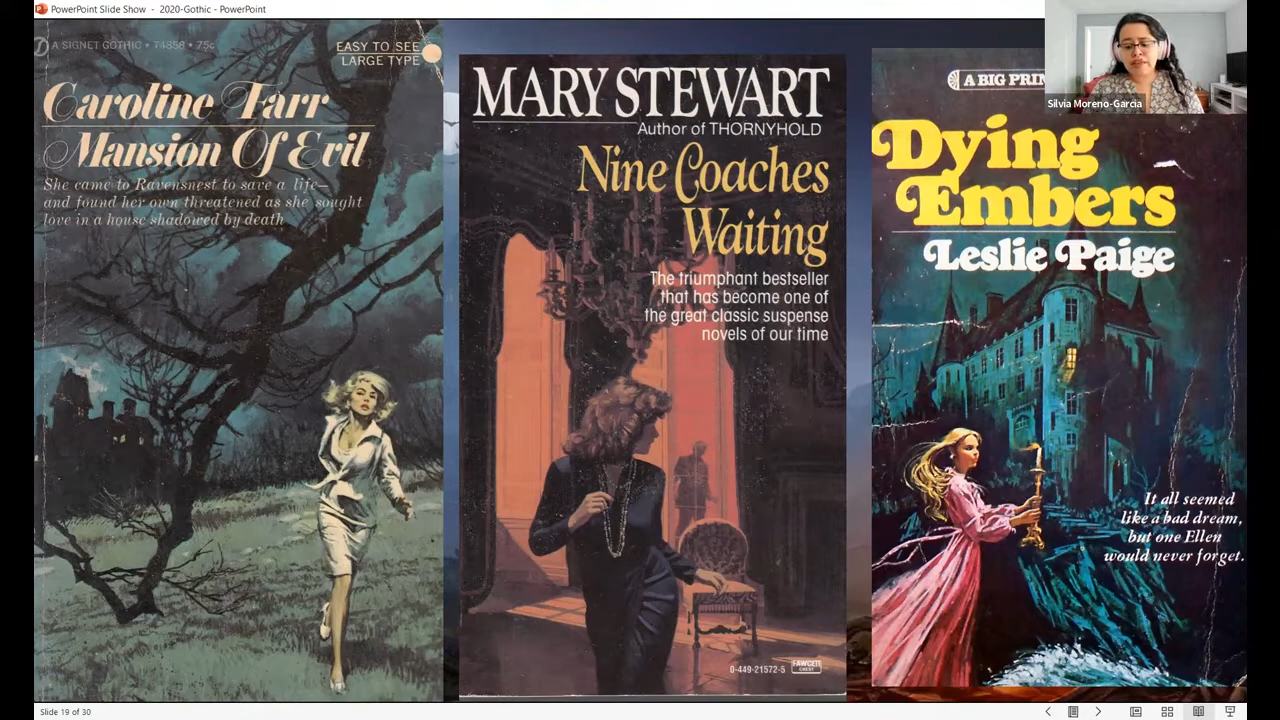 PowerPoint Slide Show - 2020-Gothic - PowerPoint
A SIGNET GOTHIC • T4858 • 75c
EASY TO SEE
LARGE TYPE
Caroline Farr
Mansion Of Evil
She came to Ravensnest to save a life—
and found her own threatened as she sought
love in a house shadowed by death
MARY STEWART
Author of THORNYHOLD
Nine Coaches
Waiting
The triumphant bestseller
that has become one of
the great classic suspense
novels of our time
0-449-21572-5
FAWCETT
CREST
A BIG PRIN
Dying
Embers
Leslie Paige
It all seemed
like a bad dream,
but one Ellen
would never forget.
Silvia Moreno-Garcia
Slide 19 of 30